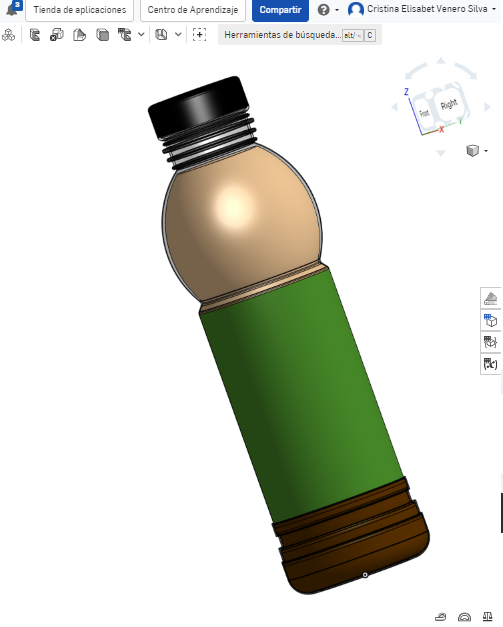 3 Tienda de aplicaciones Centro de Aprendizaje Compartir Cristina Elisabet Venero Silva
Herramientas de búsqueda... alt/ C
Z
Front Right
X
Y
(x)